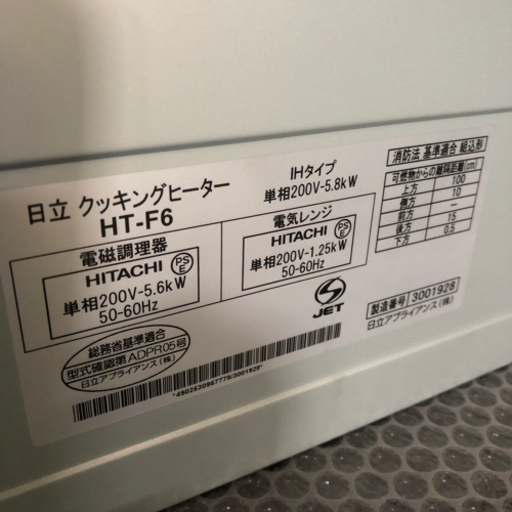 日立 クッキングヒーター
HT-F6
IHタイプ
単相200V-5.8kW
電磁調理器
HITACHI
PSE
単相200V-5.6kW
50-60Hz
電気レンジ
HITACHI
PSE
単相200V-1.25kW
50-60Hz
総務省基準適合
型式確認第ADPR05号
日立アプライアンス(株)
*4902530957779/3001928*
JET
消防法 基準適合 組込形
可燃物からの離隔距離(cm)
上方 100
側方 10
前方 －
後方 15
下方 0.5
製造番号 3001928
日立アプライアンス(株)